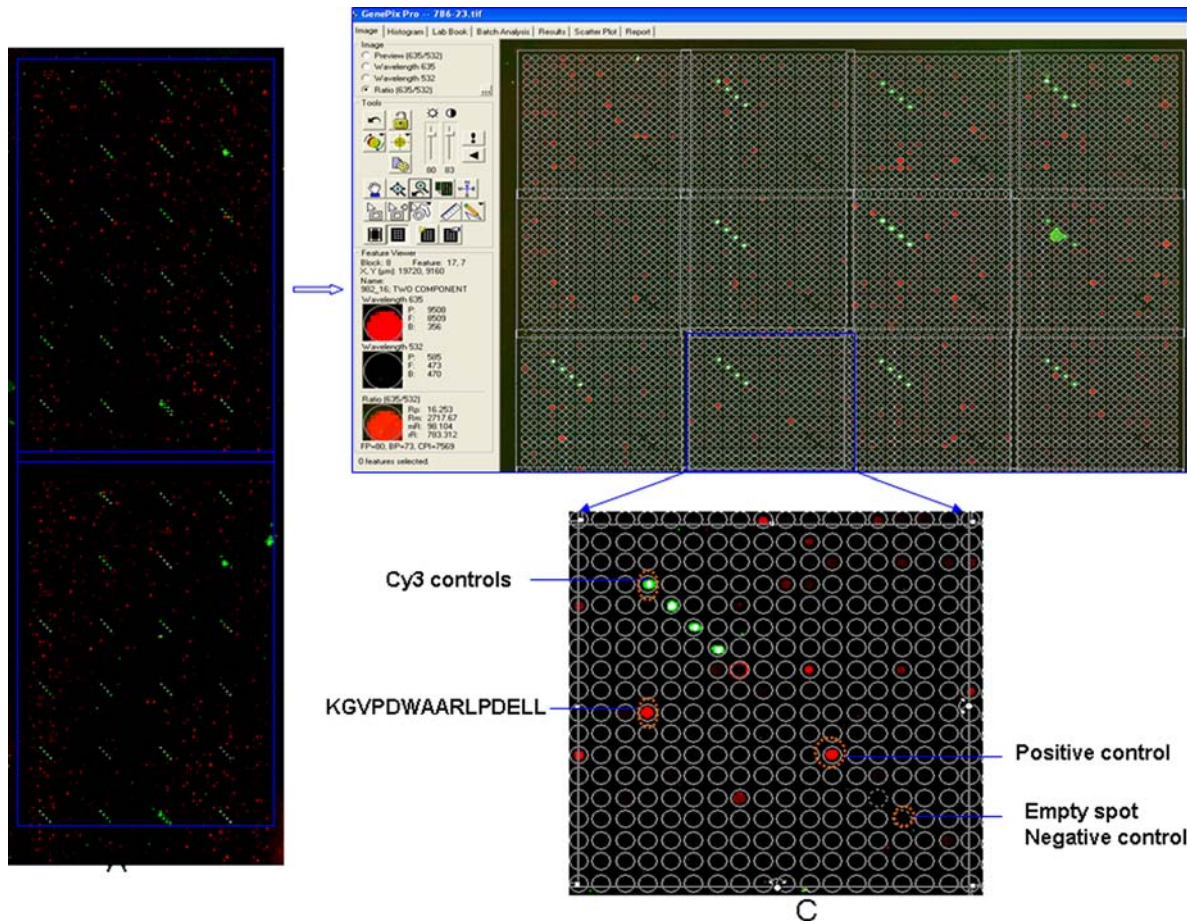 GenePix Pro -- 786-23.tif
Image Histogram Lab Book Batch Analysis Results Scatter Plot Report
Image
Preview (635/532)
Wavelength 635
Wavelength 532
Ratio (635/532)
...
Tools
80 83
Feature Viewer
Block: 8 Feature: 17, 7
X, Y (µm): 19720, 9160
Name:
982_16; TWO COMPONENT
Wavelength 635
P: 9508
F: 8509
B: 356
Wavelength 532
P: 585
F: 473
B: 470
Ratio (635/532)
Rp: 16.253
Rm: 2717.67
mR: 98.104
rR: 783.312
FP=80, BP=73, CPI=7569
0 features selected.
Cy3 controls
KGVPDWAARLPDELL
Positive control
Empty spot
Negative control
C